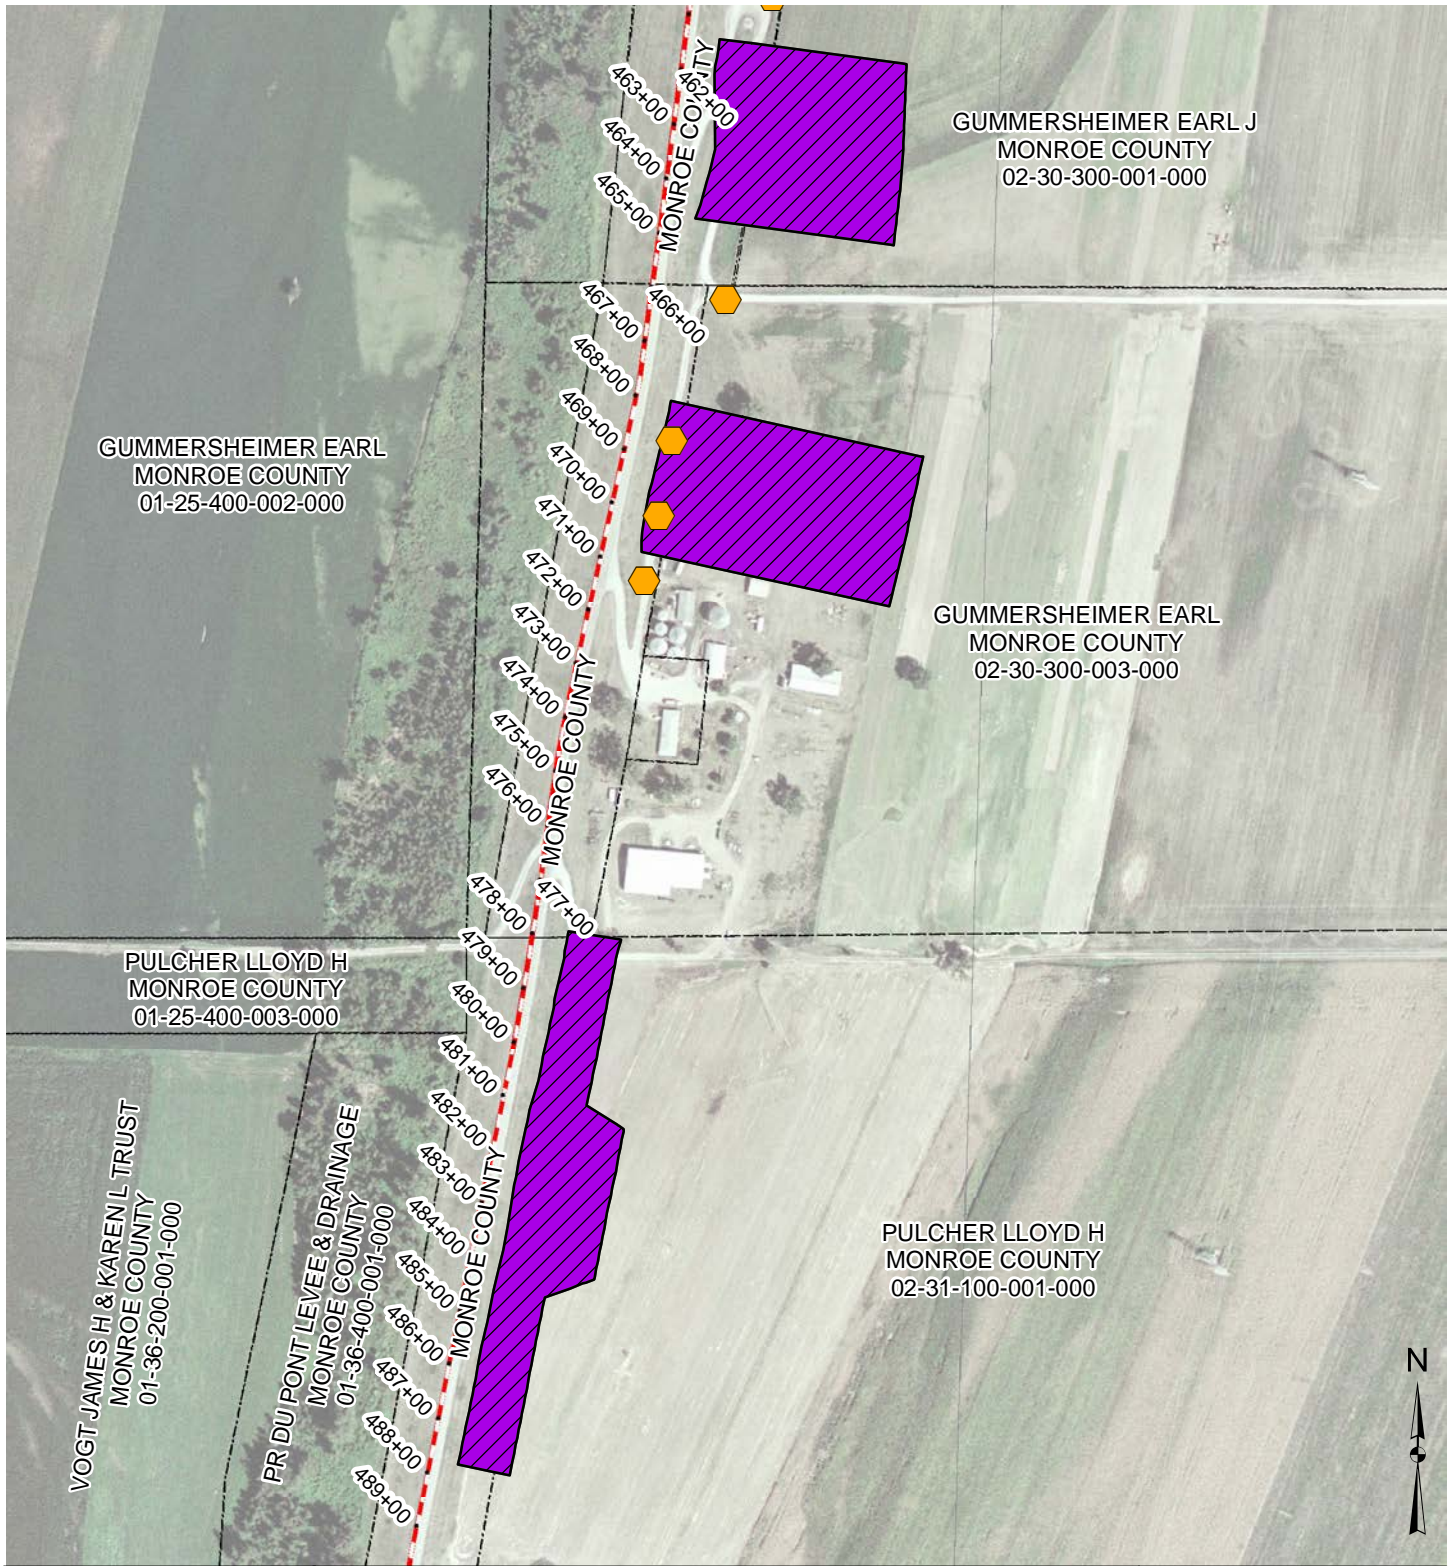 463+00
462+00
464+00
465+00
MONROE COUNTY
GUMMERSHEIMER EARL J
MONROE COUNTY
02-30-300-001-000
467+00
466+00
468+00
469+00
470+00
471+00
472+00
473+00
474+00
475+00
476+00
GUMMERSHEIMER EARL
MONROE COUNTY
01-25-400-002-000
GUMMERSHEIMER EARL
MONROE COUNTY
02-30-300-003-000
MONROE COUNTY
478+00
477+00
479+00
480+00
481+00
482+00
483+00
484+00
485+00
486+00
487+00
488+00
489+00
PULCHER LLOYD H
MONROE COUNTY
01-25-400-003-000
VOGT JAMES H & KAREN L TRUST
MONROE COUNTY
01-36-200-001-000
PR DU PONT LEVEE & DRAINAGE
MONROE COUNTY
01-36-400-001-000
MONROE COUNTY
PULCHER LLOYD H
MONROE COUNTY
02-31-100-001-000
N